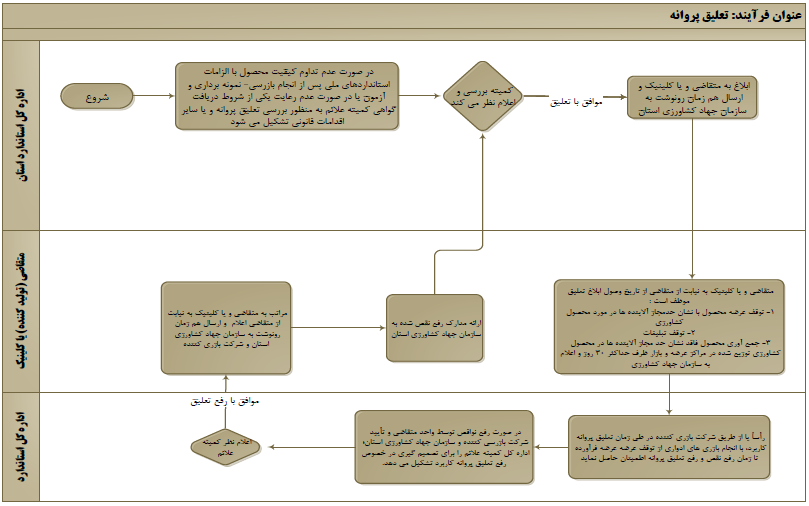 عنوان فرآیند: تعلیق پروانه
اداره کل استاندارد استان
شروع
در صورت عدم تداوم کیفیت محصول با الزامات
استانداردهای ملی پس از انجام بازرسی- نمونه برداری و
آزمون یا در صورت عدم رعایت یکی از شروط دریافت
گواهی کمیته علائم به منظور بررسی تعلیق پروانه و یا سایر
اقدامات قانونی تشکیل می شود
کمیته بررسی و
اعلام نظر می کند
موافق با تعلیق
ابلاغ به متقاضی و یا کلینیک و
ارسال هم زمان رونوشت به
سازمان جهاد کشاورزی استان
متقاضی (تولید کننده) یا کلینیک
متقاضی و یا کلینیک به نیابت از متقاضی از تاریخ وصول ابلاغ تعلیق
موظف است :
۱- توقف عرضه محصول با نشان حدمجاز آلاینده ها در مورد محصول
کشاورزی
۲- توقف تبلیغات
۳- جمع آوری محصول فاقد نشان حد مجاز آلاینده ها در محصول
کشاورزی توزیع شده در مراکز عرضه و بازار ظرف حداکثر ۳۰ روز و اعلام
به سازمان جهاد کشاورزی
ارائه مدارک رفع نقص شده به
سازمان جهاد کشاورزی استان
مراتب به متقاضی و یا کلینیک به نیابت
از متقاضی اعلام و ارسال هم زمان
رونوشت به سازمان جهاد کشاورزی
استان و شرکت بازری کننده
اداره کل استاندارد
رأساً یا از طریق شرکت بازری کننده در طی زمان تعلیق پروانه
کاربرد، با انجام بازری های ادواری از توقف عرضه عرضه فرآورده
تا زمان رفع نقص و رفع تعلیق پروانه اطمینان حاصل نماید
در صورت رفع نواقص توسط واحد متقاضی و تأیید
شرکت بازرسی کننده و سازمان جهاد کشاورزی استان؛
اداره کل کمیته علائم را برای تصمیم گیری در خصوص
رفع تعلیق پروانه کاربرد تشکیل می دهد.
اعلام نظر کمیته
علائم
موافق با رفع تعلیق